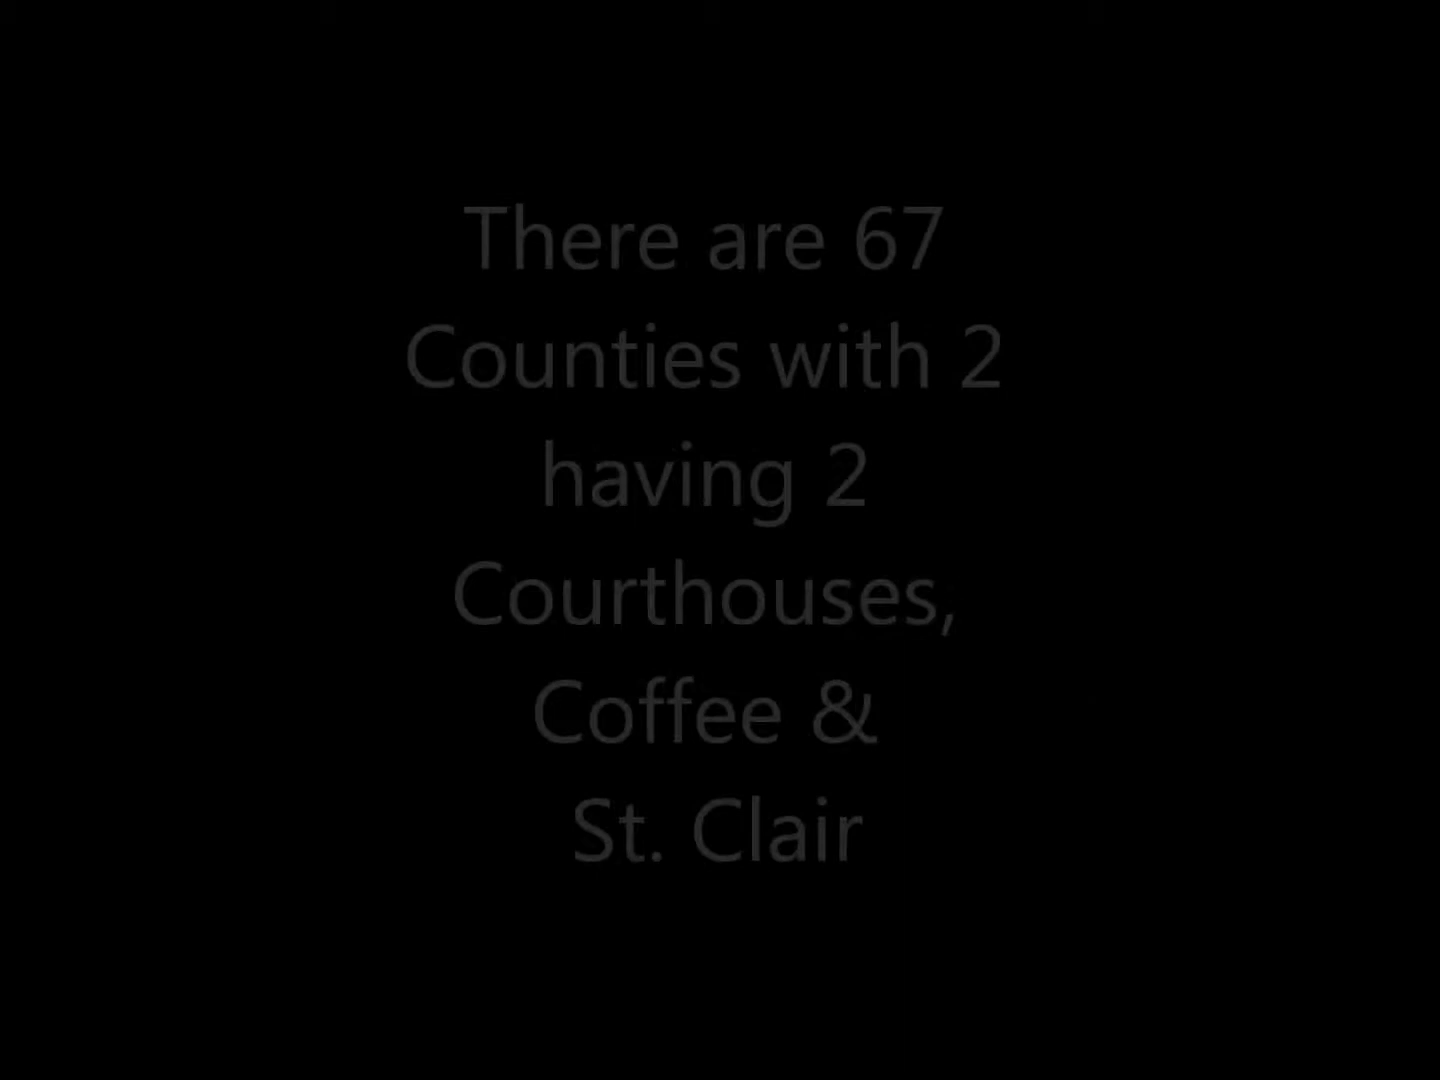 There are 67
Counties with 2
having 2
Courthouses,
Coffee &
St. Clair